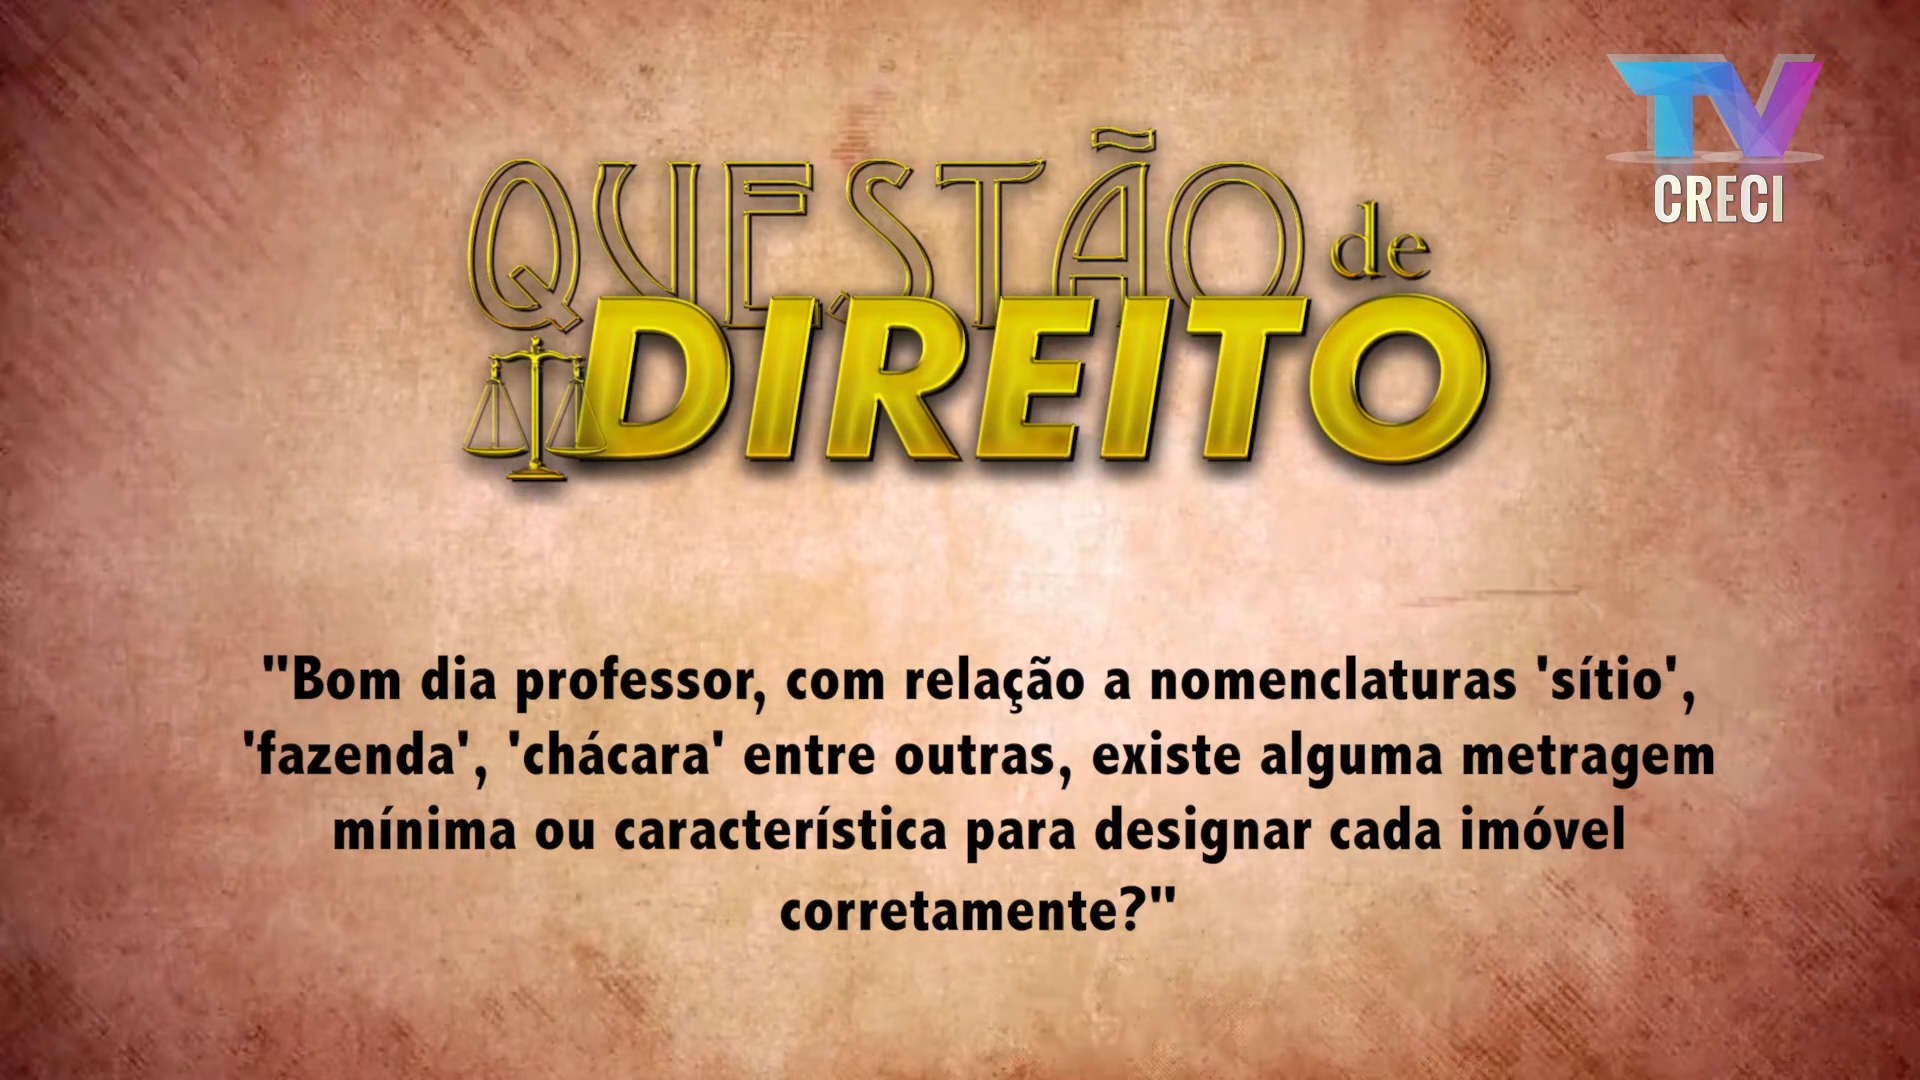 TV
CRECI
QUESTÃO de
DIREITO
"Bom dia professor, com relação a nomenclaturas 'sítio',
'fazenda', 'chácara' entre outras, existe alguma metragem
mínima ou característica para designar cada imóvel
corretamente?"